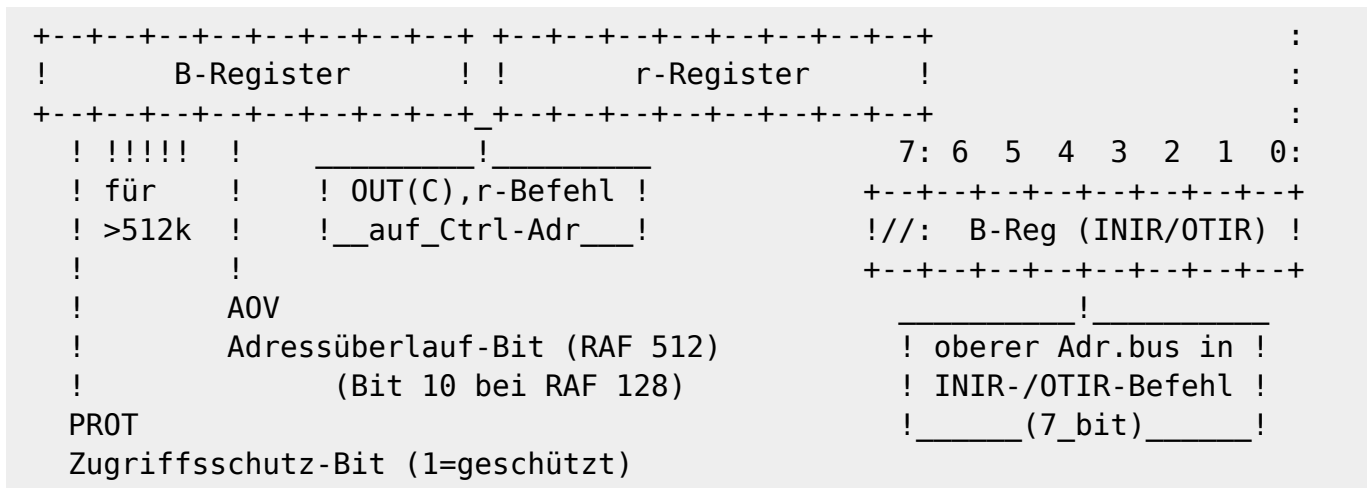 +--+--+--+--+--+--+--+--+ +--+--+--+--+--+--+--+--+                    :
!        B-Register     ! !       r-Register      !                    :
+--+--+--+--+--+--+--+--+_+--+--+--+--+--+--+--+--+                    :
  ! !!!!!  !    _________!_________              7: 6  5  4  3  2  1  0:
  ! für    !    ! OUT(C),r-Befehl !            +--+--+--+--+--+--+--+--+
  ! >512k  !    !__auf_Ctrl-Adr___!            !//:  B-Reg (INIR/OTIR) !
  !        !                                   +--+--+--+--+--+--+--+--+
  !        AOV                                   __________!__________
  !        Adressüberlauf-Bit (RAF 512)          ! oberer Adr.bus in !
  !              (Bit 10 bei RAF 128)            ! INIR-/OTIR-Befehl !
  PROT                                           !______(7_bit)______!
  Zugriffsschutz-Bit (1=geschützt)